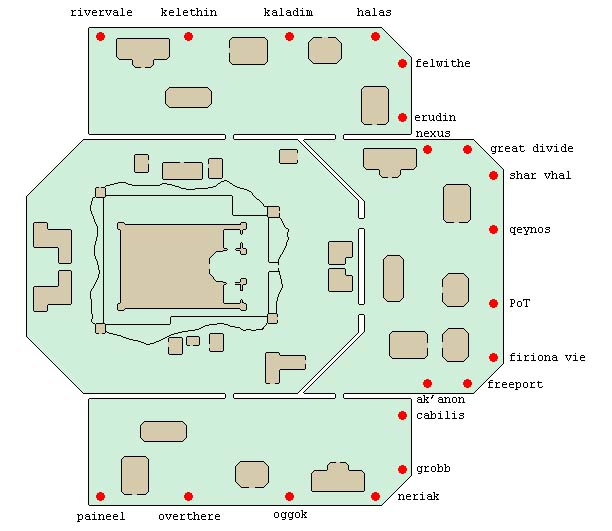 rivervale
kelethin
kaladim
halas
felwithe
erudin
nexus
great divide
shar vhal
qeynos
PoT
firiona vie
freeport
ak'anon
cabilis
grobb
neriak
paineel
overthere
oggok